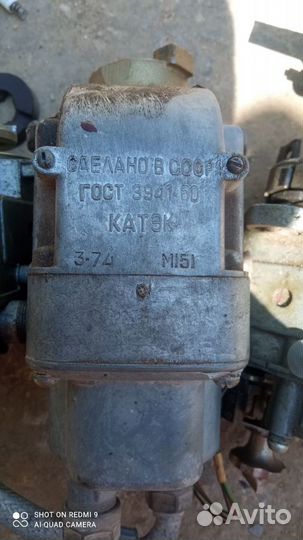 СДЕЛАНО В СССР
ГОСТ 3941-50
КАТЭК
3-74 М151
SHOT ON REDMI 9
AI QUAD CAMERA
Avito